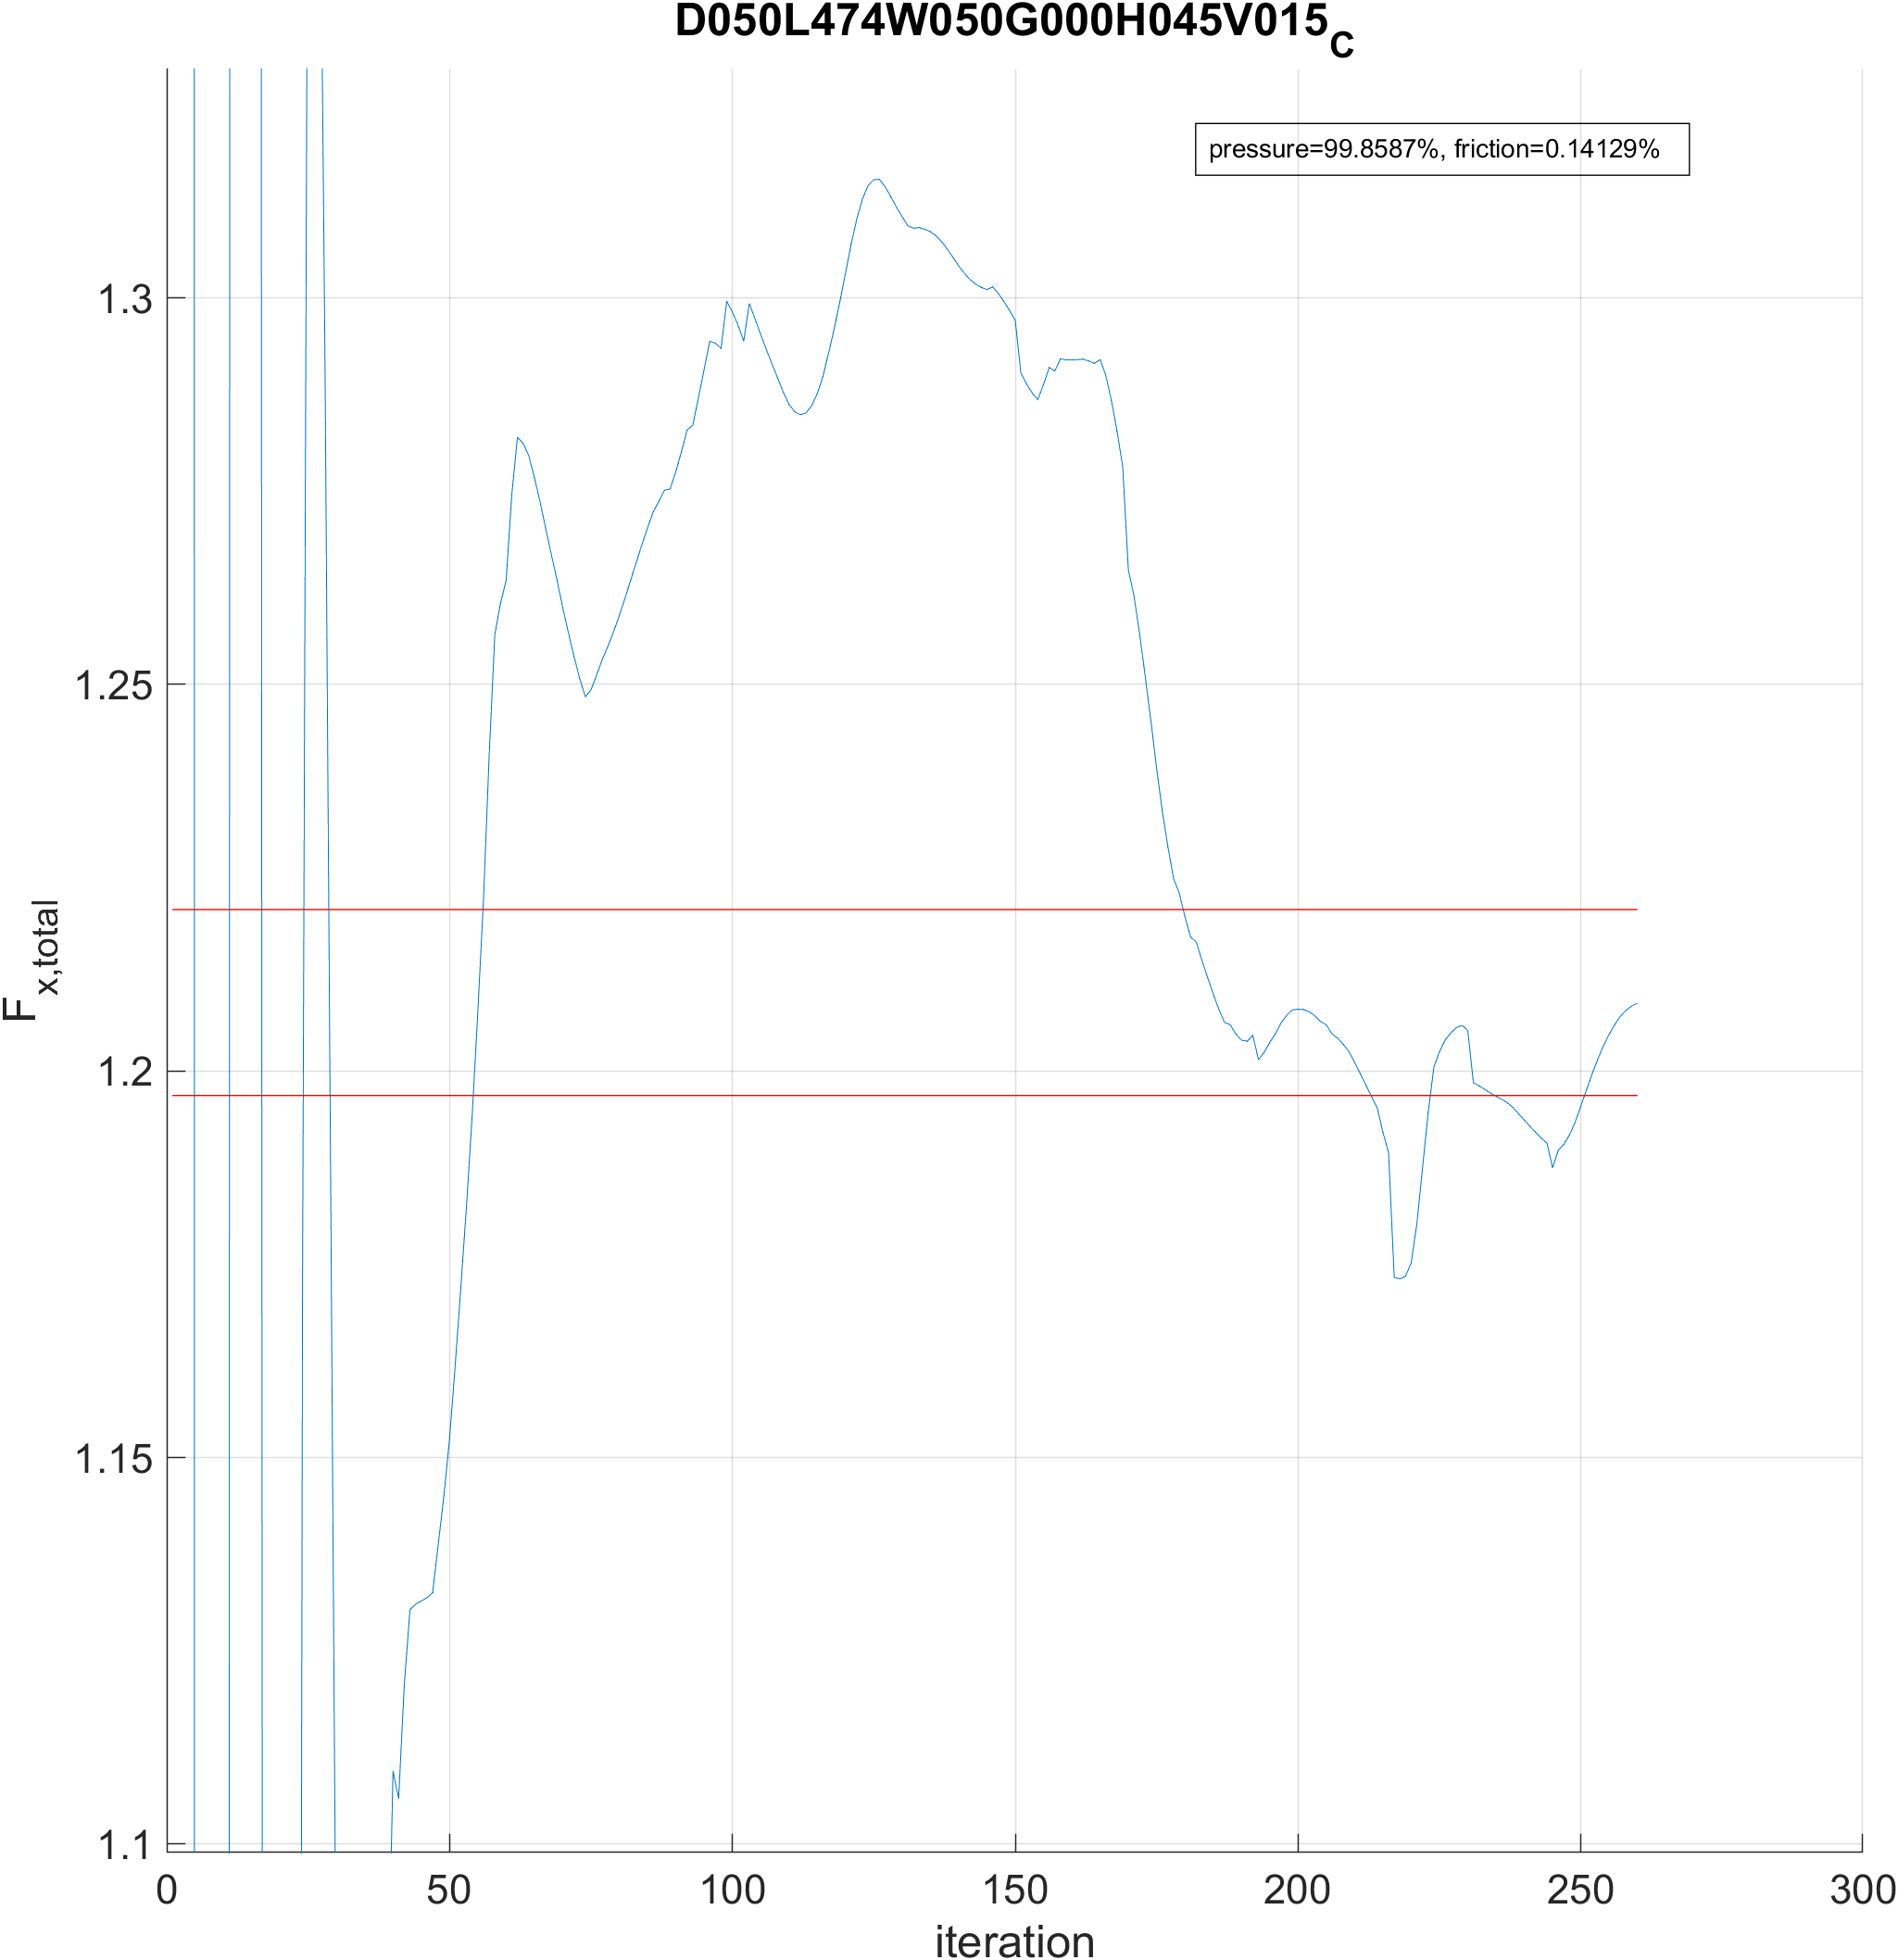 D050L474W050G000H045V015C
pressure=99.8587%, friction=0.14129%
1.3
1.25
1.2
1.15
1.1
Fx,total
0 50 100 150 200 250 300
iteration